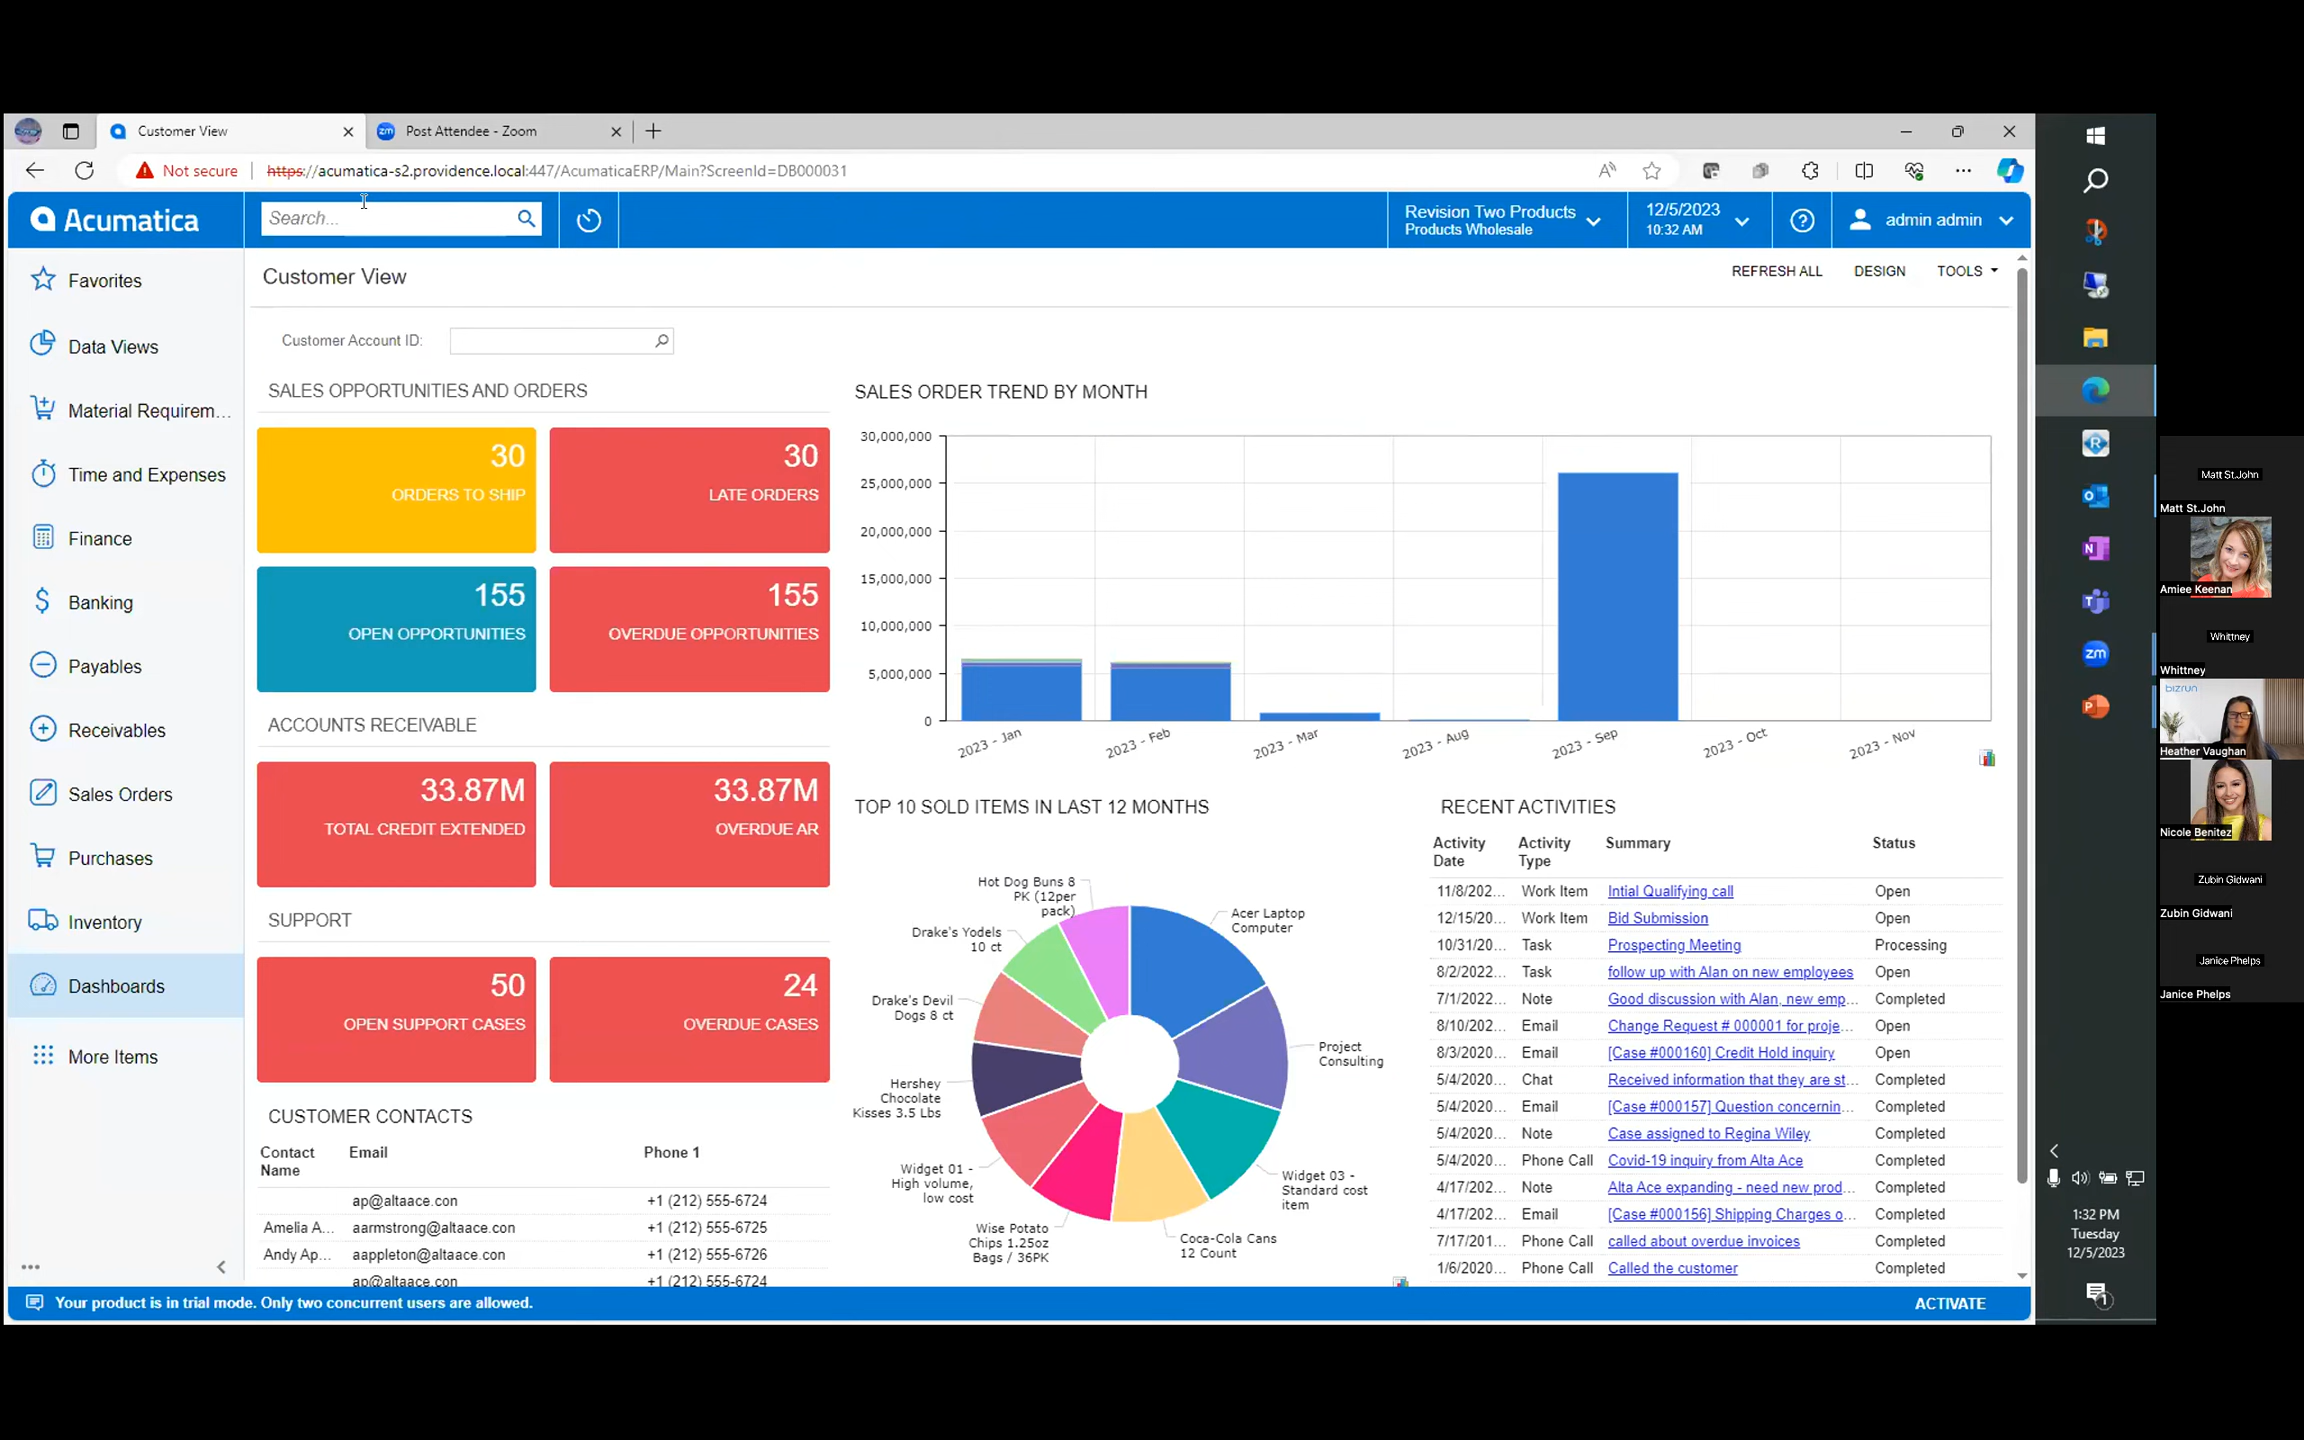 Customer View
Post Attendee - Zoom
Not secure
https://acumatica-s2.providence.local:447/AcumaticaERP/Main?ScreenId=DB000031
Acumatica
Search...
Revision Two Products
Products Wholesale
12/5/2023
10:32 AM
admin admin
Favorites
Data Views
Material Requirem...
Time and Expenses
Finance
Banking
Payables
Receivables
Sales Orders
Purchases
Inventory
Dashboards
More Items
Customer View
REFRESH ALL
DESIGN
TOOLS
Customer Account ID:
SALES OPPORTUNITIES AND ORDERS
30
ORDERS TO SHIP
30
LATE ORDERS
155
OPEN OPPORTUNITIES
155
OVERDUE OPPORTUNITIES
ACCOUNTS RECEIVABLE
33.87M
TOTAL CREDIT EXTENDED
33.87M
OVERDUE AR
SUPPORT
50
OPEN SUPPORT CASES
24
OVERDUE CASES
CUSTOMER CONTACTS
Contact Name Email Phone 1
ap@altaace.con +1 (212) 555-6724
Amelia A... aarmstrong@altaace.con +1 (212) 555-6725
Andy Ap... aappleton@altaace.con +1 (212) 555-6726
ap@altaace.con +1 (212) 555-6724
SALES ORDER TREND BY MONTH
30,000,000
25,000,000
20,000,000
15,000,000
10,000,000
5,000,000
0
2023 - Jan
2023 - Feb
2023 - Mar
2023 - Aug
2023 - Sep
2023 - Oct
2023 - Nov
TOP 10 SOLD ITEMS IN LAST 12 MONTHS
Hot Dog Buns 8
PK (12per
pack)
Acer Laptop
Computer
Drake's Yodels
10 ct
Drake's Devil
Dogs 8 ct
Project
Consulting
Hershey
Chocolate
Kisses 3.5 Lbs
Widget 01 -
High volume,
low cost
Widget 03 -
Standard cost
item
Wise Potato
Chips 1.25oz
Bags / 36PK
Coca-Cola Cans
12 Count
RECENT ACTIVITIES
Activity Date Activity Type Summary Status
11/8/202... Work Item Intial Qualifying call Open
12/15/20... Work Item Bid Submission Open
10/31/20... Task Prospecting Meeting Processing
8/2/2022... Task follow up with Alan on new employees Open
7/1/2022... Note Good discussion with Alan, new emp... Completed
8/10/202... Email Change Request # 000001 for proje... Open
8/3/2020... Email [Case #000160] Credit Hold inquiry Open
5/4/2020... Chat Received information that they are st... Completed
5/4/2020... Email [Case #000157] Question concernin... Completed
5/4/2020... Note Case assigned to Regina Wiley Completed
5/4/2020... Phone Call Covid-19 inquiry from Alta Ace Completed
4/17/202... Note Alta Ace expanding - need new prod... Completed
4/17/202... Email [Case #000156] Shipping Charges o... Completed
7/17/201... Phone Call called about overdue invoices Completed
1/6/2020... Phone Call Called the customer Completed
Your product is in trial mode. Only two concurrent users are allowed.
ACTIVATE
zm
1:32 PM
Tuesday
12/5/2023
1
Matt St.John
Matt St.John
Amiee Keenan
Whittney
Whittney
bizrun
Heather Vaughan
Nicole Benitez
Zubin Gidwani
Zubin Gidwani
Janice Phelps
Janice Phelps